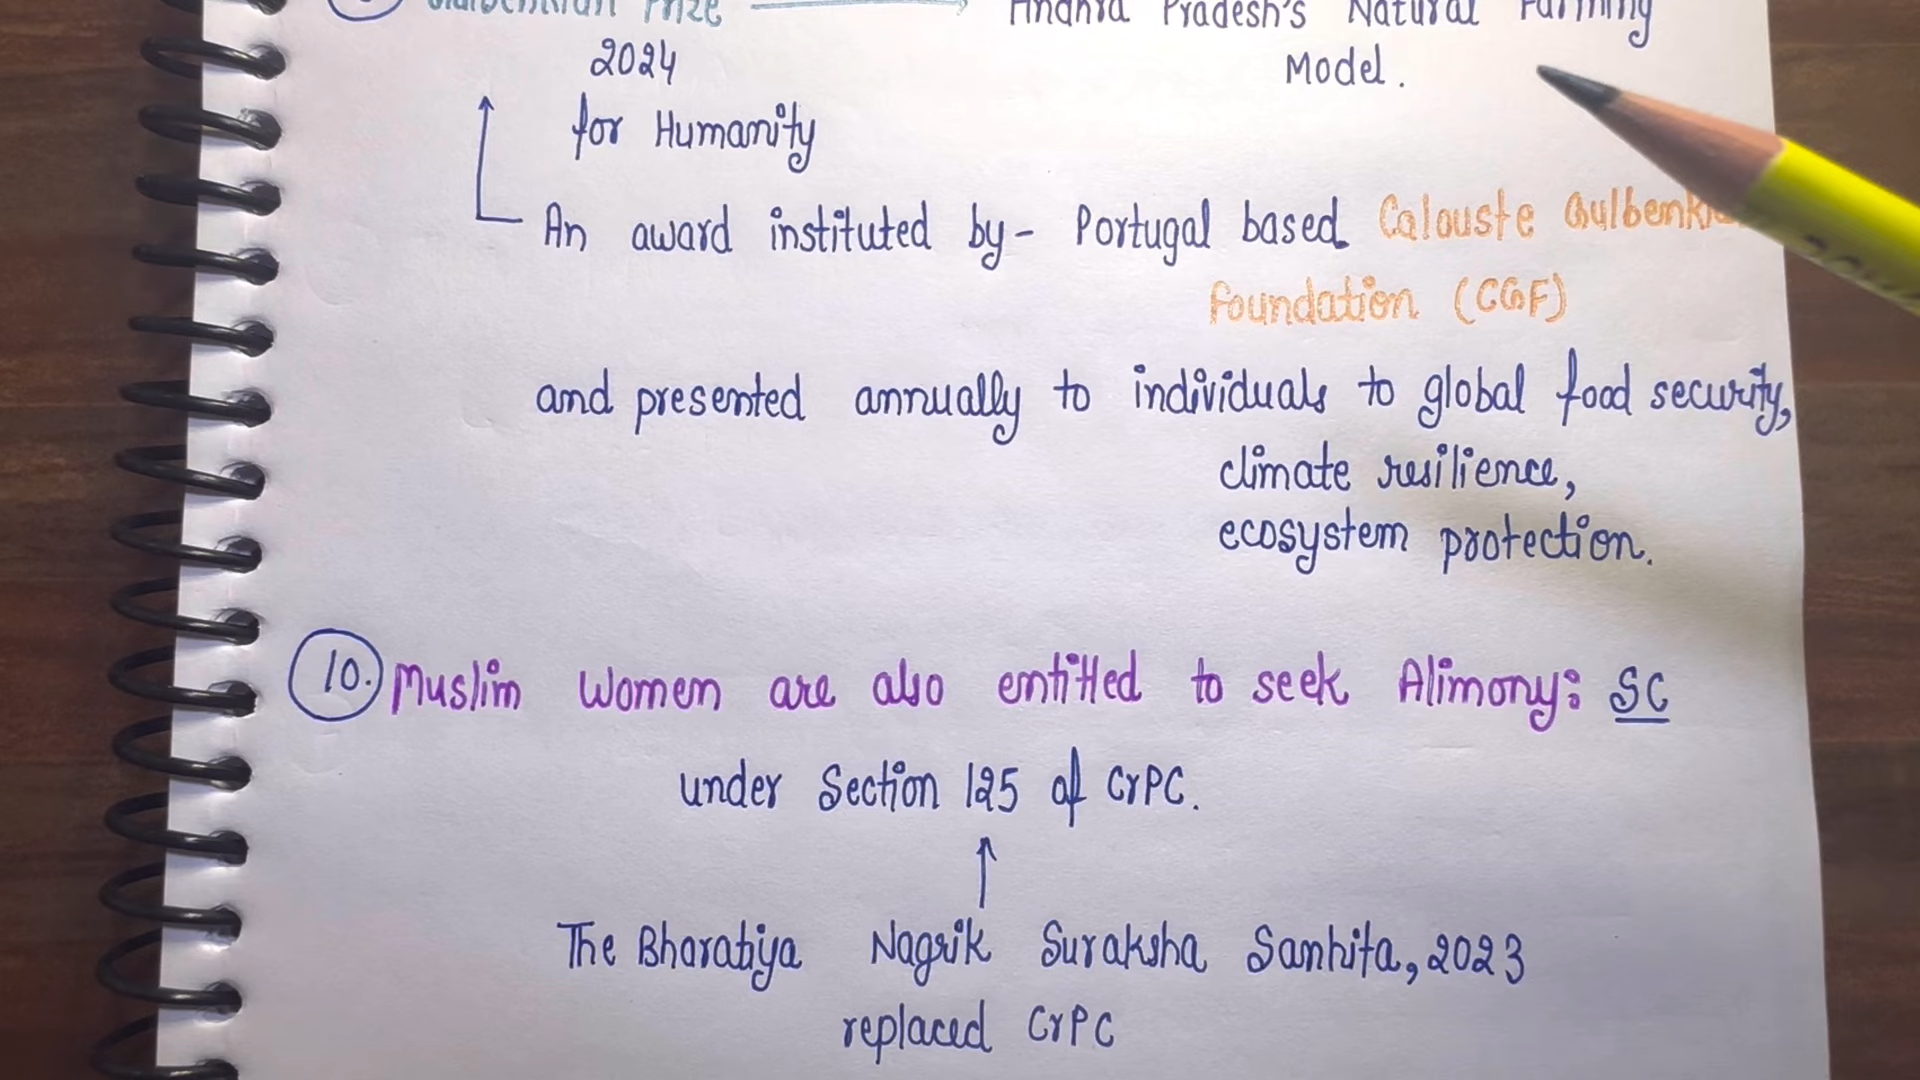 Prize Andhra Pradesh's Natural Farming
2024 Model.
for Humanity
An award instituted by - Portugal based Calouste
Foundation (CGF)
and presented annually to individuals to global food security,
climate resilience,
ecosystem protection.
10. Muslim Women are also entitled to seek Alimony: SC
under Section 125 of CrPC.
The Bharatiya Nagrik Suraksha Sanhita, 2023
replaced CrPC